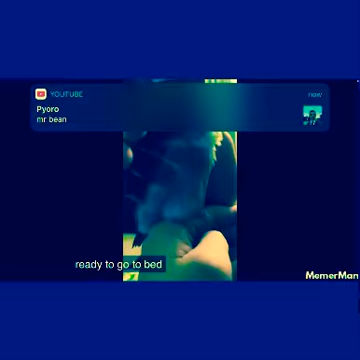 YOUTUBE
now
Pyoro
mr bean
ready to go to bed
MemerMan